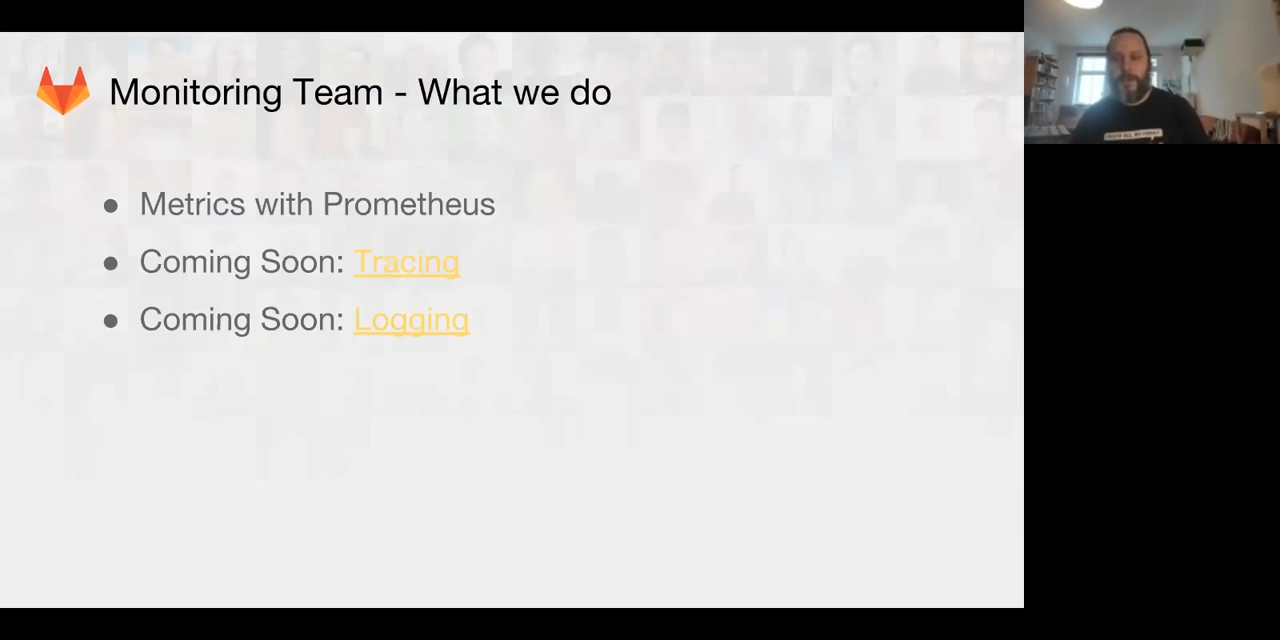 Monitoring Team - What we do
● Metrics with Prometheus
● Coming Soon: Tracing
● Coming Soon: Logging